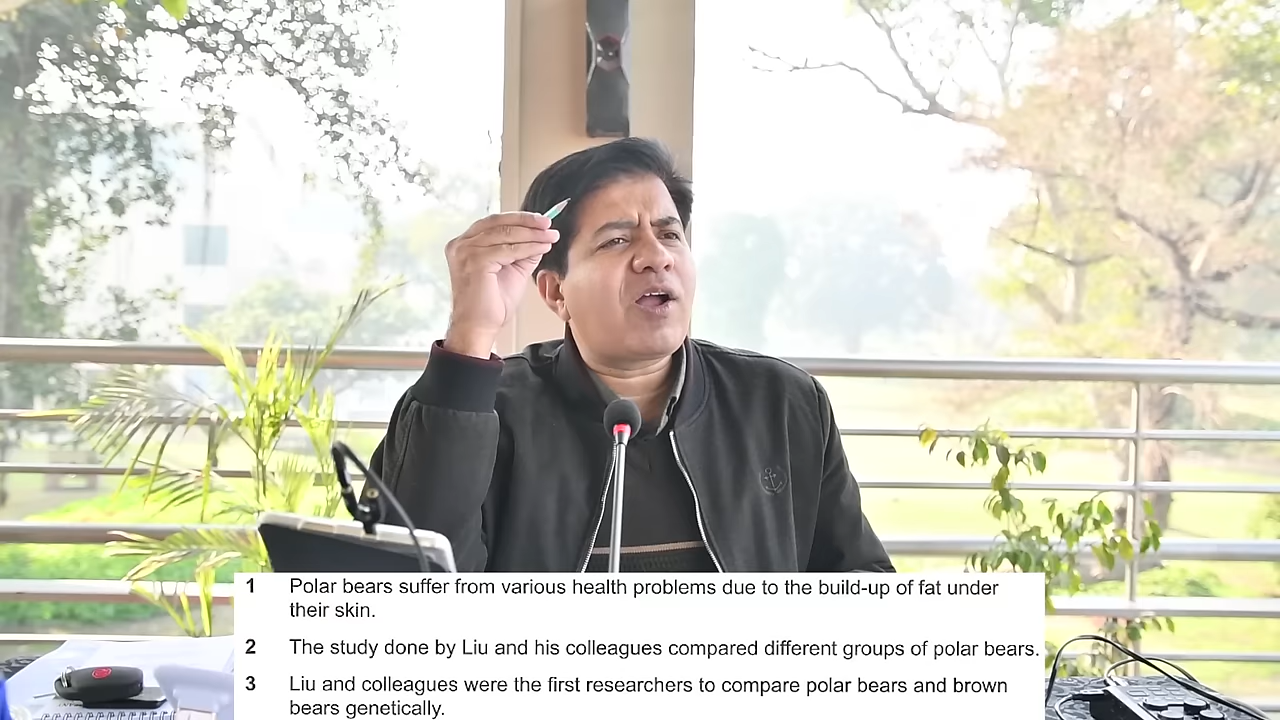 1 Polar bears suffer from various health problems due to the build-up of fat under
their skin.
2 The study done by Liu and his colleagues compared different groups of polar bears.
3 Liu and colleagues were the first researchers to compare polar bears and brown
bears genetically.